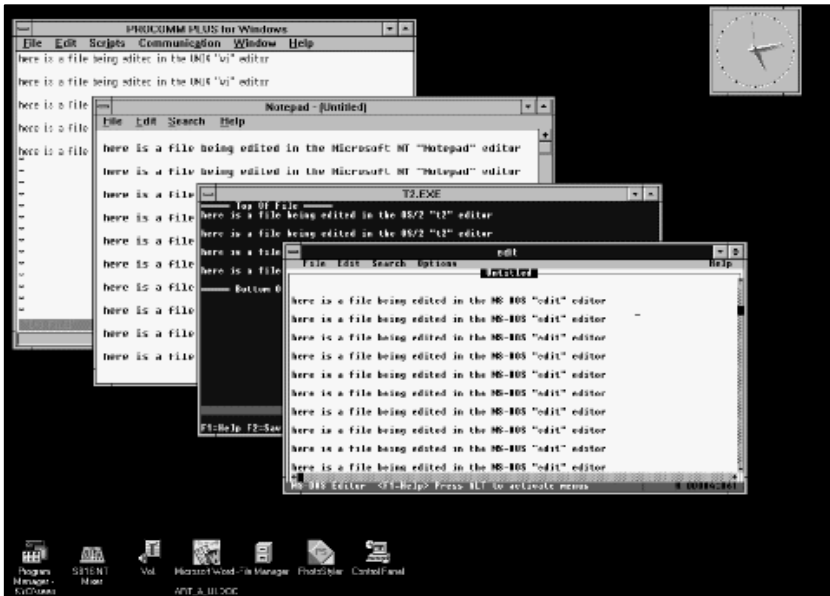 PROCOMM PLUS for Windows
File Edit Scripts Communication Window Help
here is a file being edited in the UNIX "vi" editor
here is a file being edited in the UNIX "vi" editor
here is a file
here is a file
here is a file
Notepad - (Untitled)
File Edit Search Help
here is a file being edited in the Microsoft NT "Notepad" editor
here is a file being edited in the Microsoft NT "Notepad" editor
here is a file
here is a file
here is a file
here is a file
here is a file
here is a file
here is a file
here is a file
T2.EXE
Top Of File
here is a file being edited in the OS/2 "t2" editor
here is a file being edited in the OS/2 "t2" editor
here is a file
here is a file
Bottom O
F1=Help F2=Sav
edit
File Edit Search Options Help
Untitled
here is a file being edited in the MS-DOS "edit" editor
here is a file being edited in the MS-DOS "edit" editor
here is a file being edited in the MS-DOS "edit" editor
here is a file being edited in the MS-DOS "edit" editor
here is a file being edited in the MS-DOS "edit" editor
here is a file being edited in the MS-DOS "edit" editor
here is a file being edited in the MS-DOS "edit" editor
here is a file being edited in the MS-DOS "edit" editor
here is a file being edited in the MS-DOS "edit" editor
here is a file being edited in the MS-DOS "edit" editor
MS-DOS Editor <F1=Help> Press ALT to activate menus
Program Manager -
SB16NT Mixer
Vol
Microsoft Word -
File Manager
PhotoStyler
Control Panel